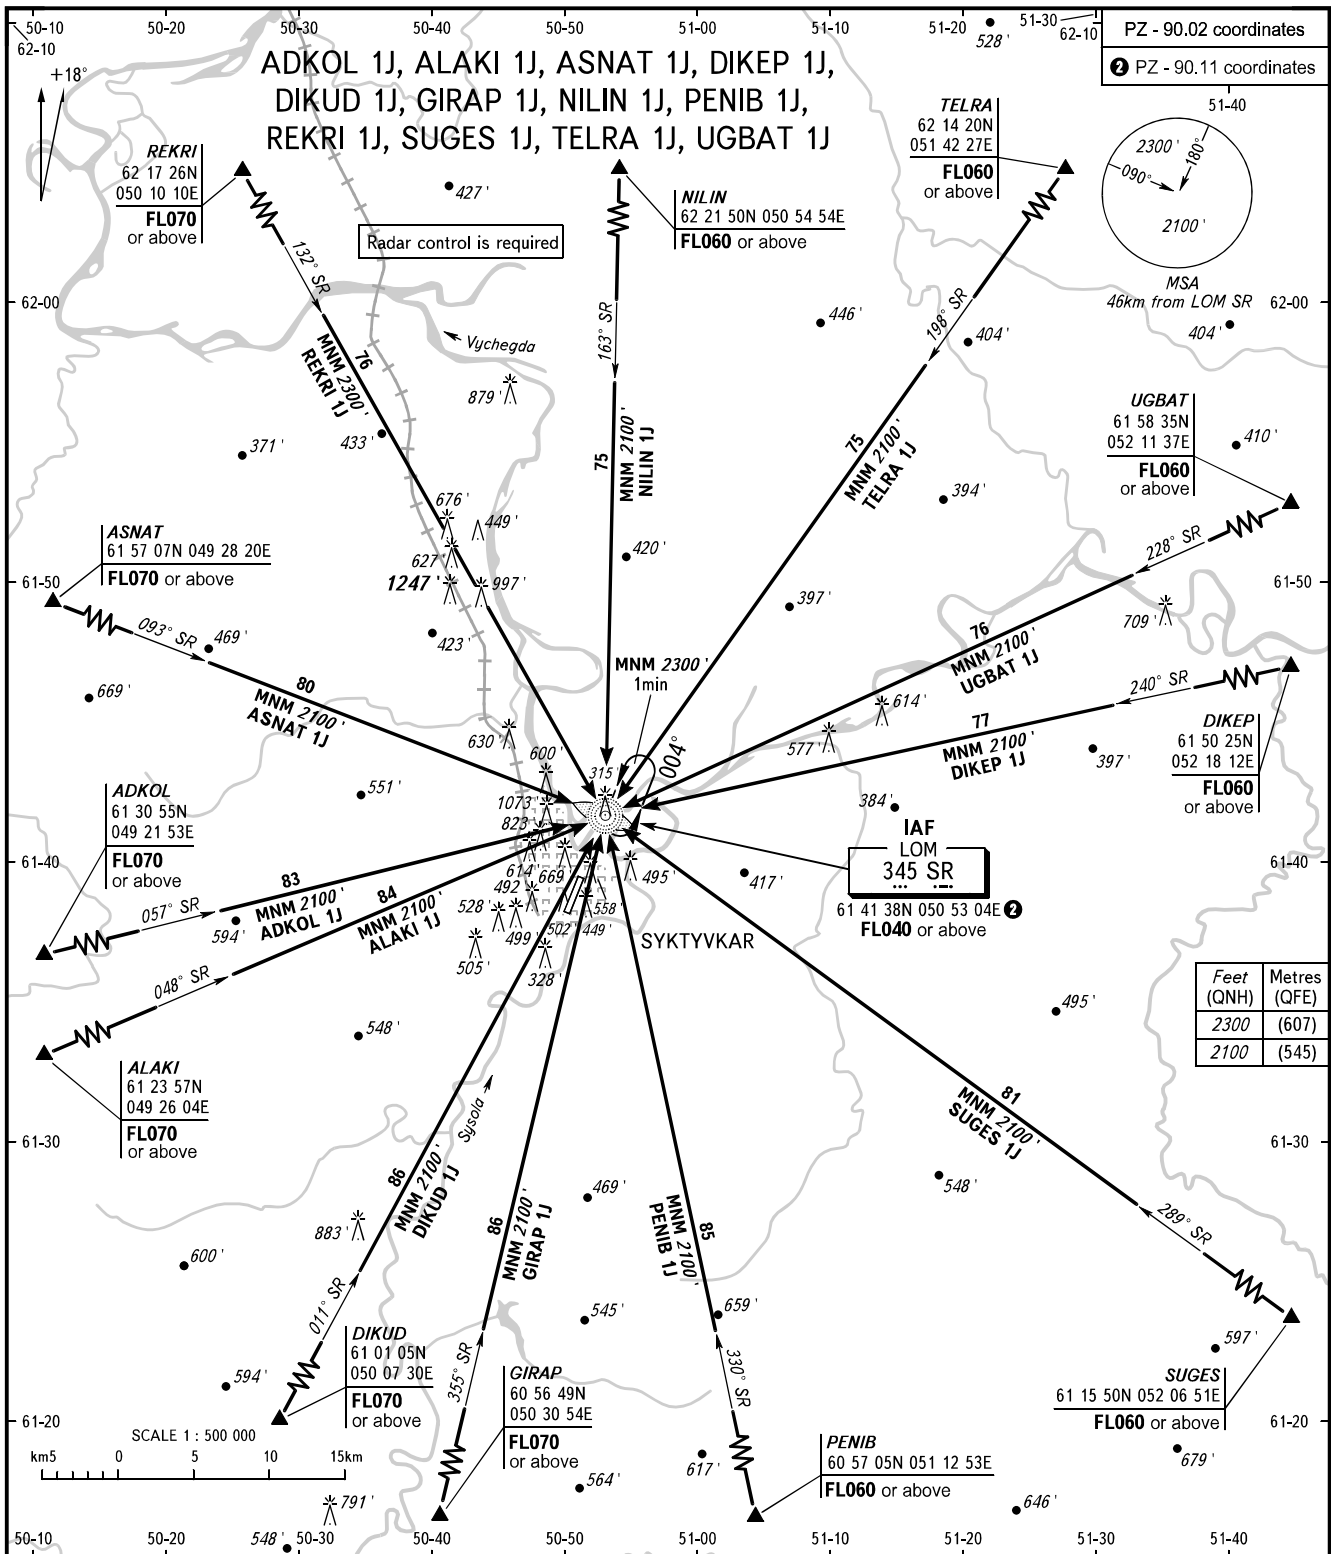 50-10
50-20
50-30
50-40
50-50
51-00
51-10
51-20
51-30
62-10
62-10
PZ - 90.02 coordinates
❷ PZ - 90.11 coordinates
51-40
528'
+18°
ADKOL 1J, ALAKI 1J, ASNAT 1J, DIKEP 1J,
DIKUD 1J, GIRAP 1J, NILIN 1J, PENIB 1J,
REKRI 1J, SUGES 1J, TELRA 1J, UGBAT 1J
REKRI
62 17 26N
050 10 10E
FL070
or above
427'
Radar control is required
NILIN
62 21 50N 050 54 54E
FL060 or above
TELRA
62 14 20N
051 42 27E
FL060
or above
2300'
180°
090°
2100'
MSA
46km from LOM SR
132° SR
163° SR
198° SR
62-00
62-00
446'
404'
404'
Vychegda
76
MNM 2300'
REKRI 1J
879'
433'
371'
75
MNM 2100'
NILIN 1J
75
MNM 2100'
TELRA 1J
UGBAT
61 58 35N
052 11 37E
FL060
or above
410'
394'
676'
449'
627'
1247'
997'
420'
397'
423'
ASNAT
61 57 07N 049 28 20E
FL070 or above
61-50
61-50
228° SR
709'
093° SR
469'
669'
80
MNM 2100'
ASNAT 1J
MNM 2300'
1min
76
MNM 2100'
UGBAT 1J
240° SR
614'
577'
77
MNM 2100'
DIKEP 1J
397'
DIKEP
61 50 25N
052 18 12E
FL060
or above
630'
600'
315'
004°
551'
1073'
823'
384'
ADKOL
61 30 55N
049 21 53E
FL070
or above
IAF
LOM
345 SR
61 41 38N 050 53 04E ❷
FL040 or above
61-40
61-40
614'
669'
495'
417'
492'
528'
499'
502'
449'
558'
505'
328'
SYKTYVKAR
83
MNM 2100'
ADKOL 1J
057° SR
594'
84
MNM 2100'
ALAKI 1J
048° SR
548'
495'
Feet
(QNH)
Metres
(QFE)
2300
(607)
2100
(545)
ALAKI
61 23 57N
049 26 04E
FL070
or above
Sysola
61-30
61-30
81
MNM 2100'
SUGES 1J
548'
289° SR
86
MNM 2100'
DIKUD 1J
86
MNM 2100'
GIRAP 1J
469'
85
MNM 2100'
PENIB 1J
883'
600'
011° SR
355° SR
545'
659'
330° SR
594'
DIKUD
61 01 05N
050 07 30E
FL070
or above
GIRAP
60 56 49N
050 30 54E
FL070
or above
597'
SUGES
61 15 50N 052 06 51E
FL060 or above
61-20
61-20
SCALE 1 : 500 000
km5
0
5
10
15km
PENIB
60 57 05N 051 12 53E
FL060 or above
617'
564'
679'
646'
791'
548'
50-10
50-20
50-30
50-40
50-50
51-00
51-10
51-20
51-30
51-40